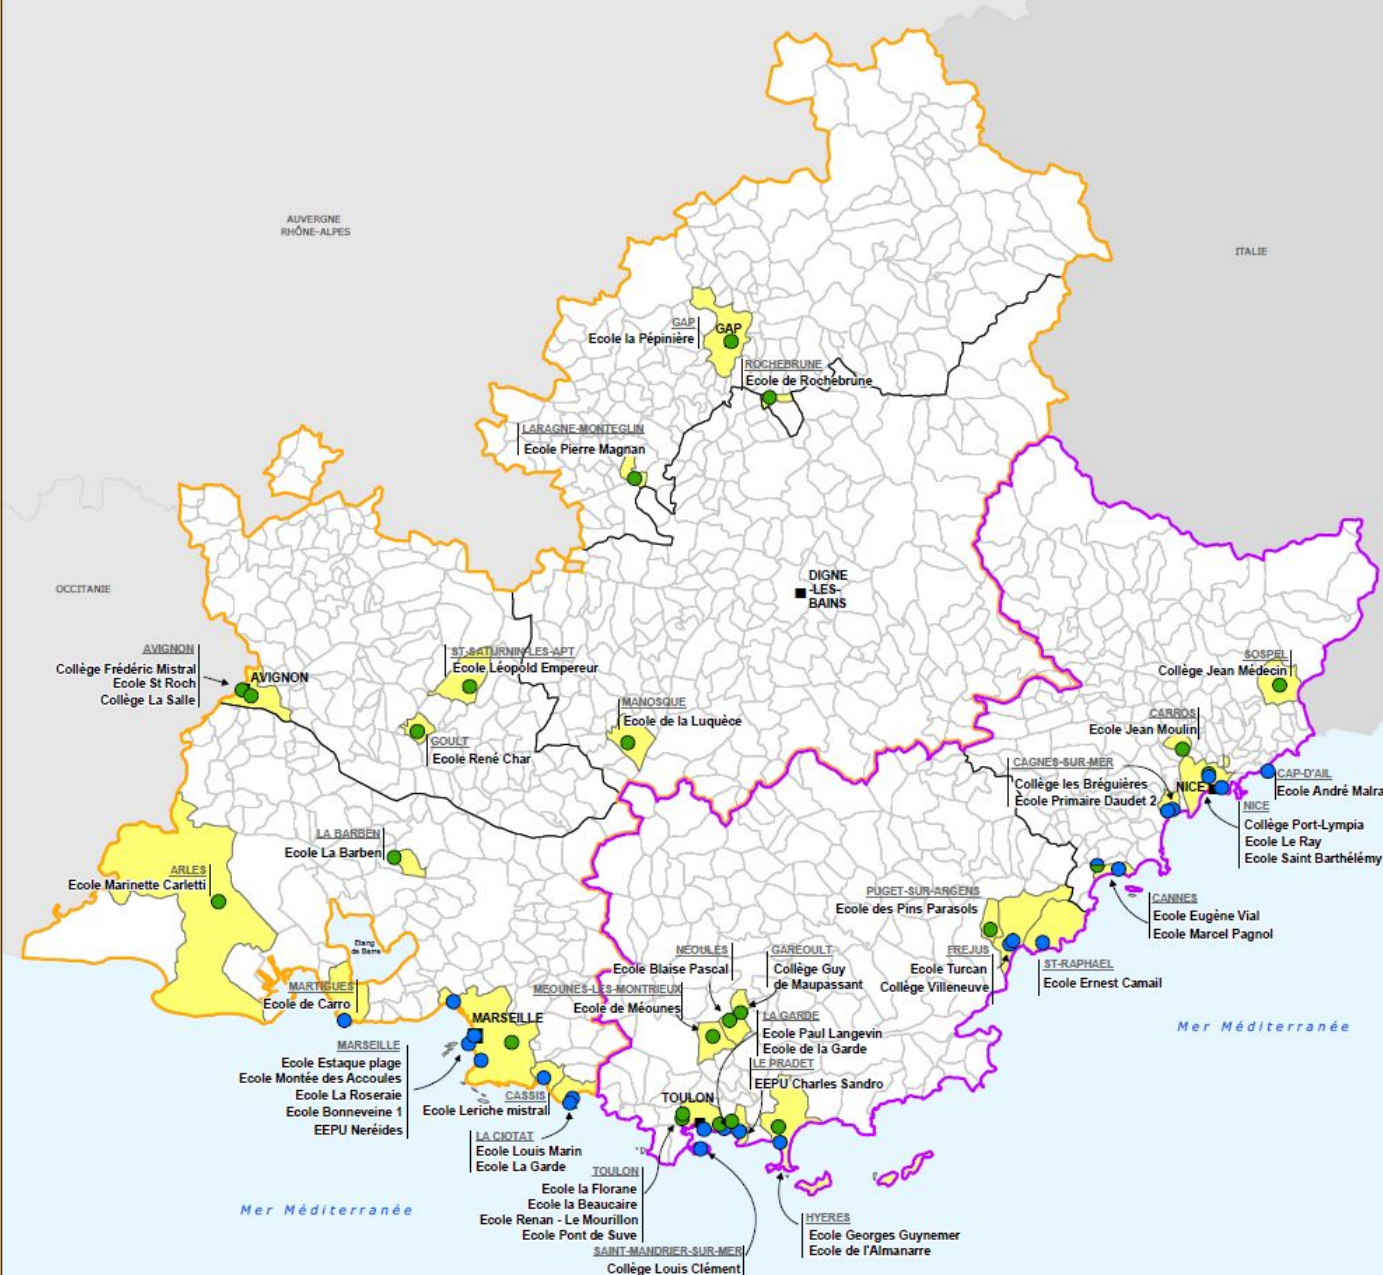 AUVERGNE
RHÔNE-ALPES
ITALIE
GAP
Ecole la Pépinière
GAP
ROCHEBRUNE
Ecole de Rochebrune
LARAGNE-MONTEGLIN
Ecole Pierre Magnan
OCCITANIE
DIGNE
-LES-
BAINS
AVIGNON
Collège Frédéric Mistral
Ecole St Roch
Collège La Salle
AVIGNON
ST-SATURNIN-LES-APT
Ecole Léopold Empereur
GOULT
Ecole René Char
MANOSQUE
Ecole de la Luquèce
SOSPEL
Collège Jean Médecin
CARROS
Ecole Jean Moulin
CAGNES-SUR-MER
Collège les Bréguières
Ecole Primaire Daudet 2
NICE
CAP-D'AIL
Ecole André Malra
NICE
Collège Port-Lympia
Ecole Le Ray
Ecole Saint Barthélémy
LA BARBEN
Ecole La Barben
ARLES
Ecole Marinette Carletti
PUGET-SUR-ARGENS
Ecole des Pins Parasols
CANNES
Ecole Eugène Vial
Ecole Marcel Pagnol
Etang
de Berre
NEOULES
Ecole Blaise Pascal
GAREOULT
Collège Guy
de Maupassant
FREJUS
Ecole Turcan
Collège Villeneuve
ST-RAPHAEL
Ecole Ernest Camail
MARTIGUES
Ecole de Carro
MEOUNES-LES-MONTRIEUX
Ecole de Méounes
LA GARDE
Ecole Paul Langevin
Ecole de la Garde
MARSEILLE
Mer Méditerranée
MARSEILLE
Ecole Estaque plage
Ecole Montée des Accoules
Ecole La Roseraie
Ecole Bonneveine 1
EEPU Neréides
LE PRADET
EEPU Charles Sandro
CASSIS
Ecole Leriche mistral
TOULON
LA CIOTAT
Ecole Louis Marin
Ecole La Garde
TOULON
Ecole la Florane
Ecole la Beaucaire
Ecole Renan - Le Mourillon
Ecole Pont de Suve
Mer Méditerranée
HYERES
Ecole Georges Guynemer
Ecole de l'Almanarre
SAINT-MANDRIER-SUR-MER
Collège Louis Clément